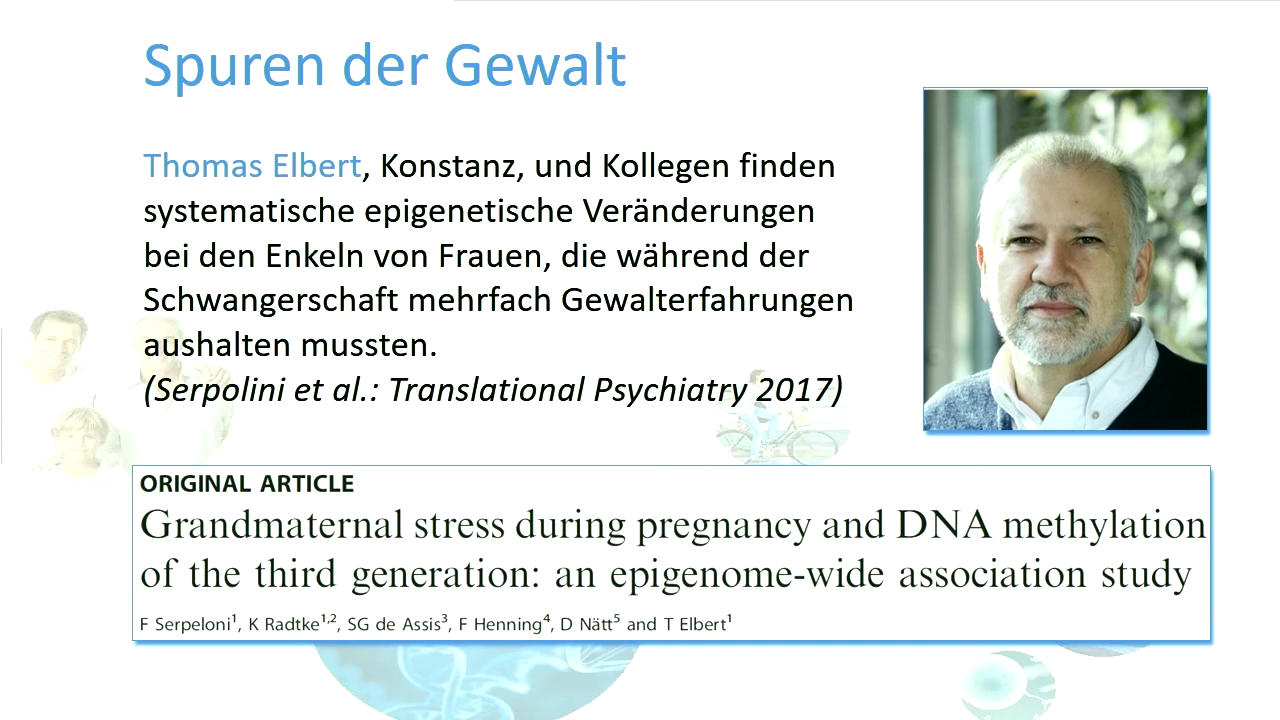 Spuren der Gewalt
Thomas Elbert, Konstanz, und Kollegen finden
systematische epigenetische Veränderungen
bei den Enkeln von Frauen, die während der
Schwangerschaft mehrfach Gewalterfahrungen
aushalten mussten.
(Serpolini et al.: Translational Psychiatry 2017)
ORIGINAL ARTICLE
Grandmaternal stress during pregnancy and DNA methylation
of the third generation: an epigenome-wide association study
F Serpeloni¹, K Radtke¹,², SG de Assis³, F Henning⁴, D Nätt⁵ and T Elbert¹